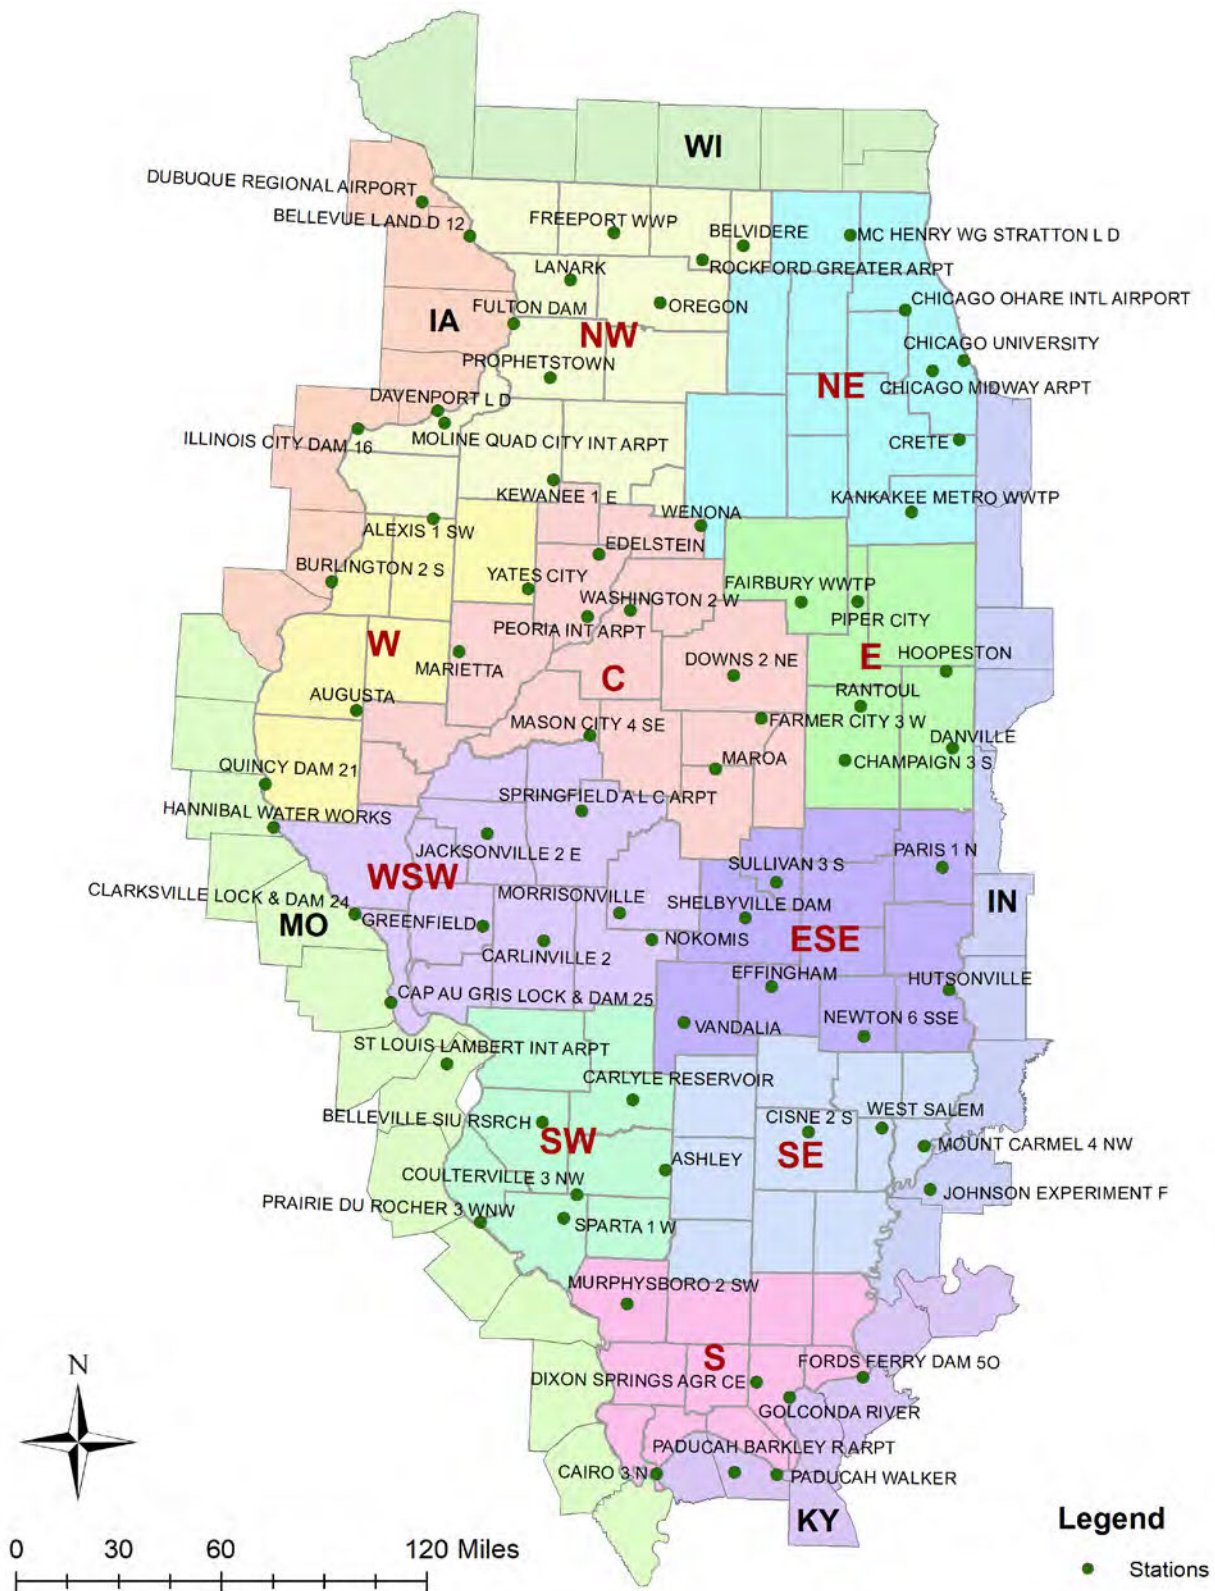 WI
DUBUQUE REGIONAL AIRPORT
BELLEVUE L AND D 12
FREEPORT WWP
BELVIDERE
MC HENRY WG STRATTON L D
LANARK
ROCKFORD GREATER ARPT
FULTON DAM
OREGON
CHICAGO OHARE INTL AIRPORT
IA
NW
CHICAGO UNIVERSITY
PROPHETSTOWN
NE
CHICAGO MIDWAY ARPT
DAVENPORT L D
ILLINOIS CITY DAM 16
MOLINE QUAD CITY INT ARPT
CRETE
KEWANEE 1 E
KANKAKEE METRO WWTP
WENONA
ALEXIS 1 SW
EDELSTEIN
BURLINGTON 2 S
YATES CITY
FAIRBURY WWTP
WASHINGTON 2 W
PIPER CITY
PEORIA INT ARPT
W
MARIETTA
C
DOWNS 2 NE
E
HOOPESTON
AUGUSTA
RANTOUL
MASON CITY 4 SE
FARMER CITY 3 W
DANVILLE
MAROA
CHAMPAIGN 3 S
QUINCY DAM 21
SPRINGFIELD A L C ARPT
HANNIBAL WATER WORKS
JACKSONVILLE 2 E
SULLIVAN 3 S
PARIS 1 N
WSW
CLARKSVILLE LOCK & DAM 24
MORRISONVILLE
SHELBYVILLE DAM
IN
MO
GREENFIELD
NOKOMIS
ESE
CARLINVILLE 2
EFFINGHAM
HUTSONVILLE
CAP AU GRIS LOCK & DAM 25
VANDALIA
NEWTON 6 SSE
ST LOUIS LAMBERT INT ARPT
CARLYLE RESERVOIR
BELLEVILLE SIU RSRCH
CISNE 2 S
WEST SALEM
SW
SE
MOUNT CARMEL 4 NW
COULTERVILLE 3 NW
ASHLEY
JOHNSON EXPERIMENT F
PRAIRIE DU ROCHER 3 WNW
SPARTA 1 W
MURPHYSBORO 2 SW
S
DIXON SPRINGS AGR CE
FORDS FERRY DAM 5O
GOLCONDA RIVER
N
PADUCAH BARKLEY R ARPT
CAIRO 3 N
PADUCAH WALKER
KY
Legend
0 30 60 120 Miles
Stations